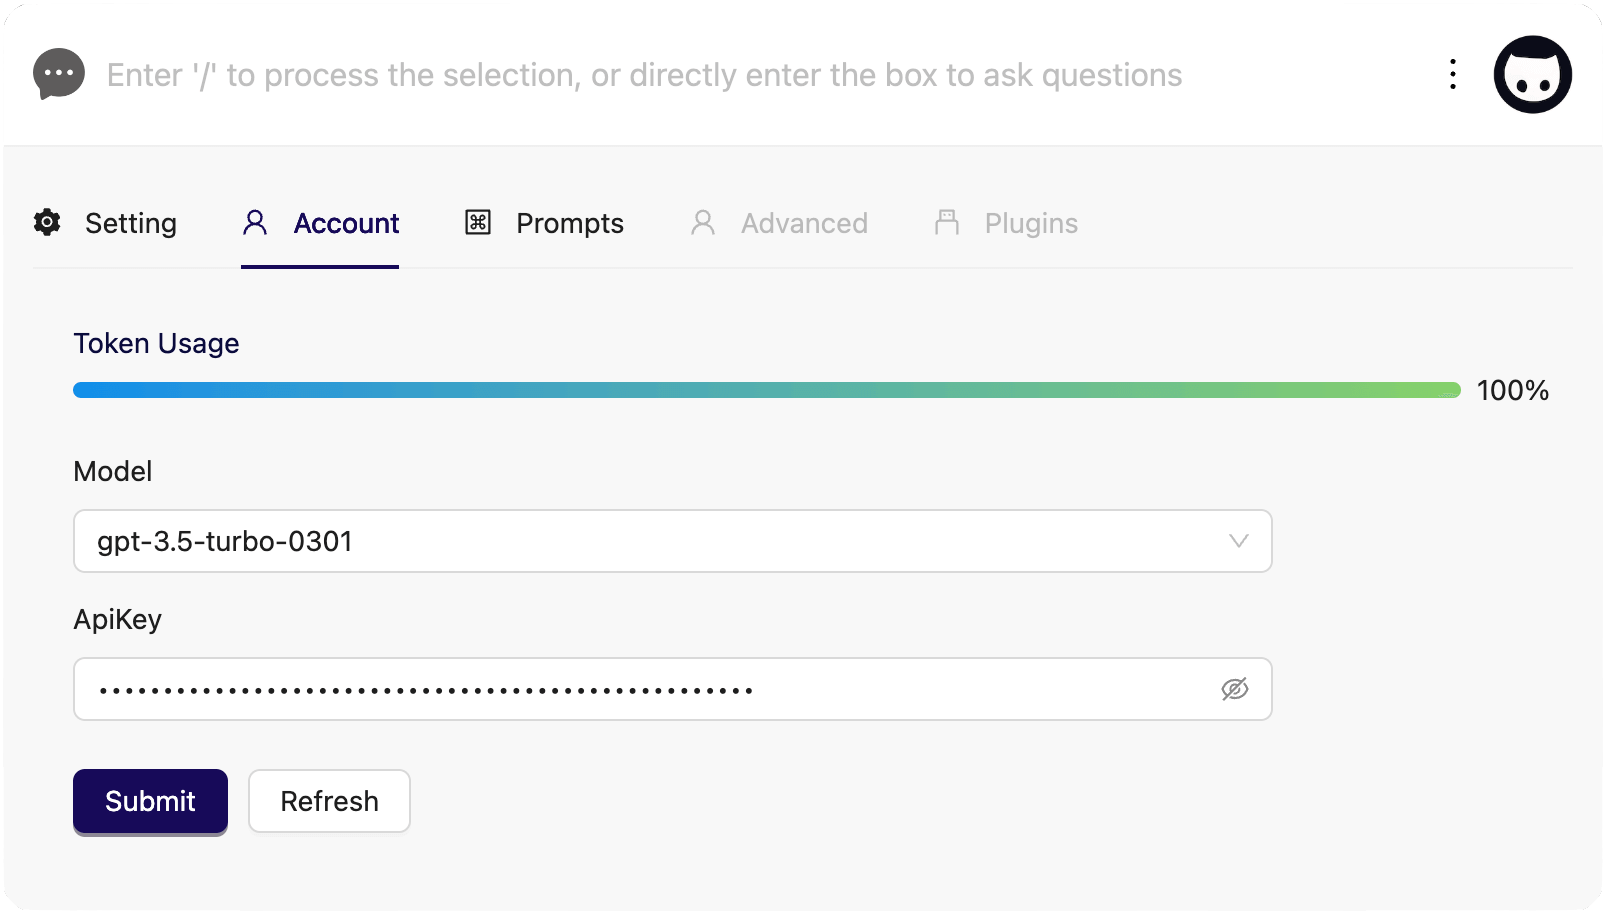 Enter '/' to process the selection, or directly enter the box to ask questions
Setting Account Prompts Advanced Plugins
Token Usage
100%
Model
gpt-3.5-turbo-0301
ApiKey
Submit Refresh